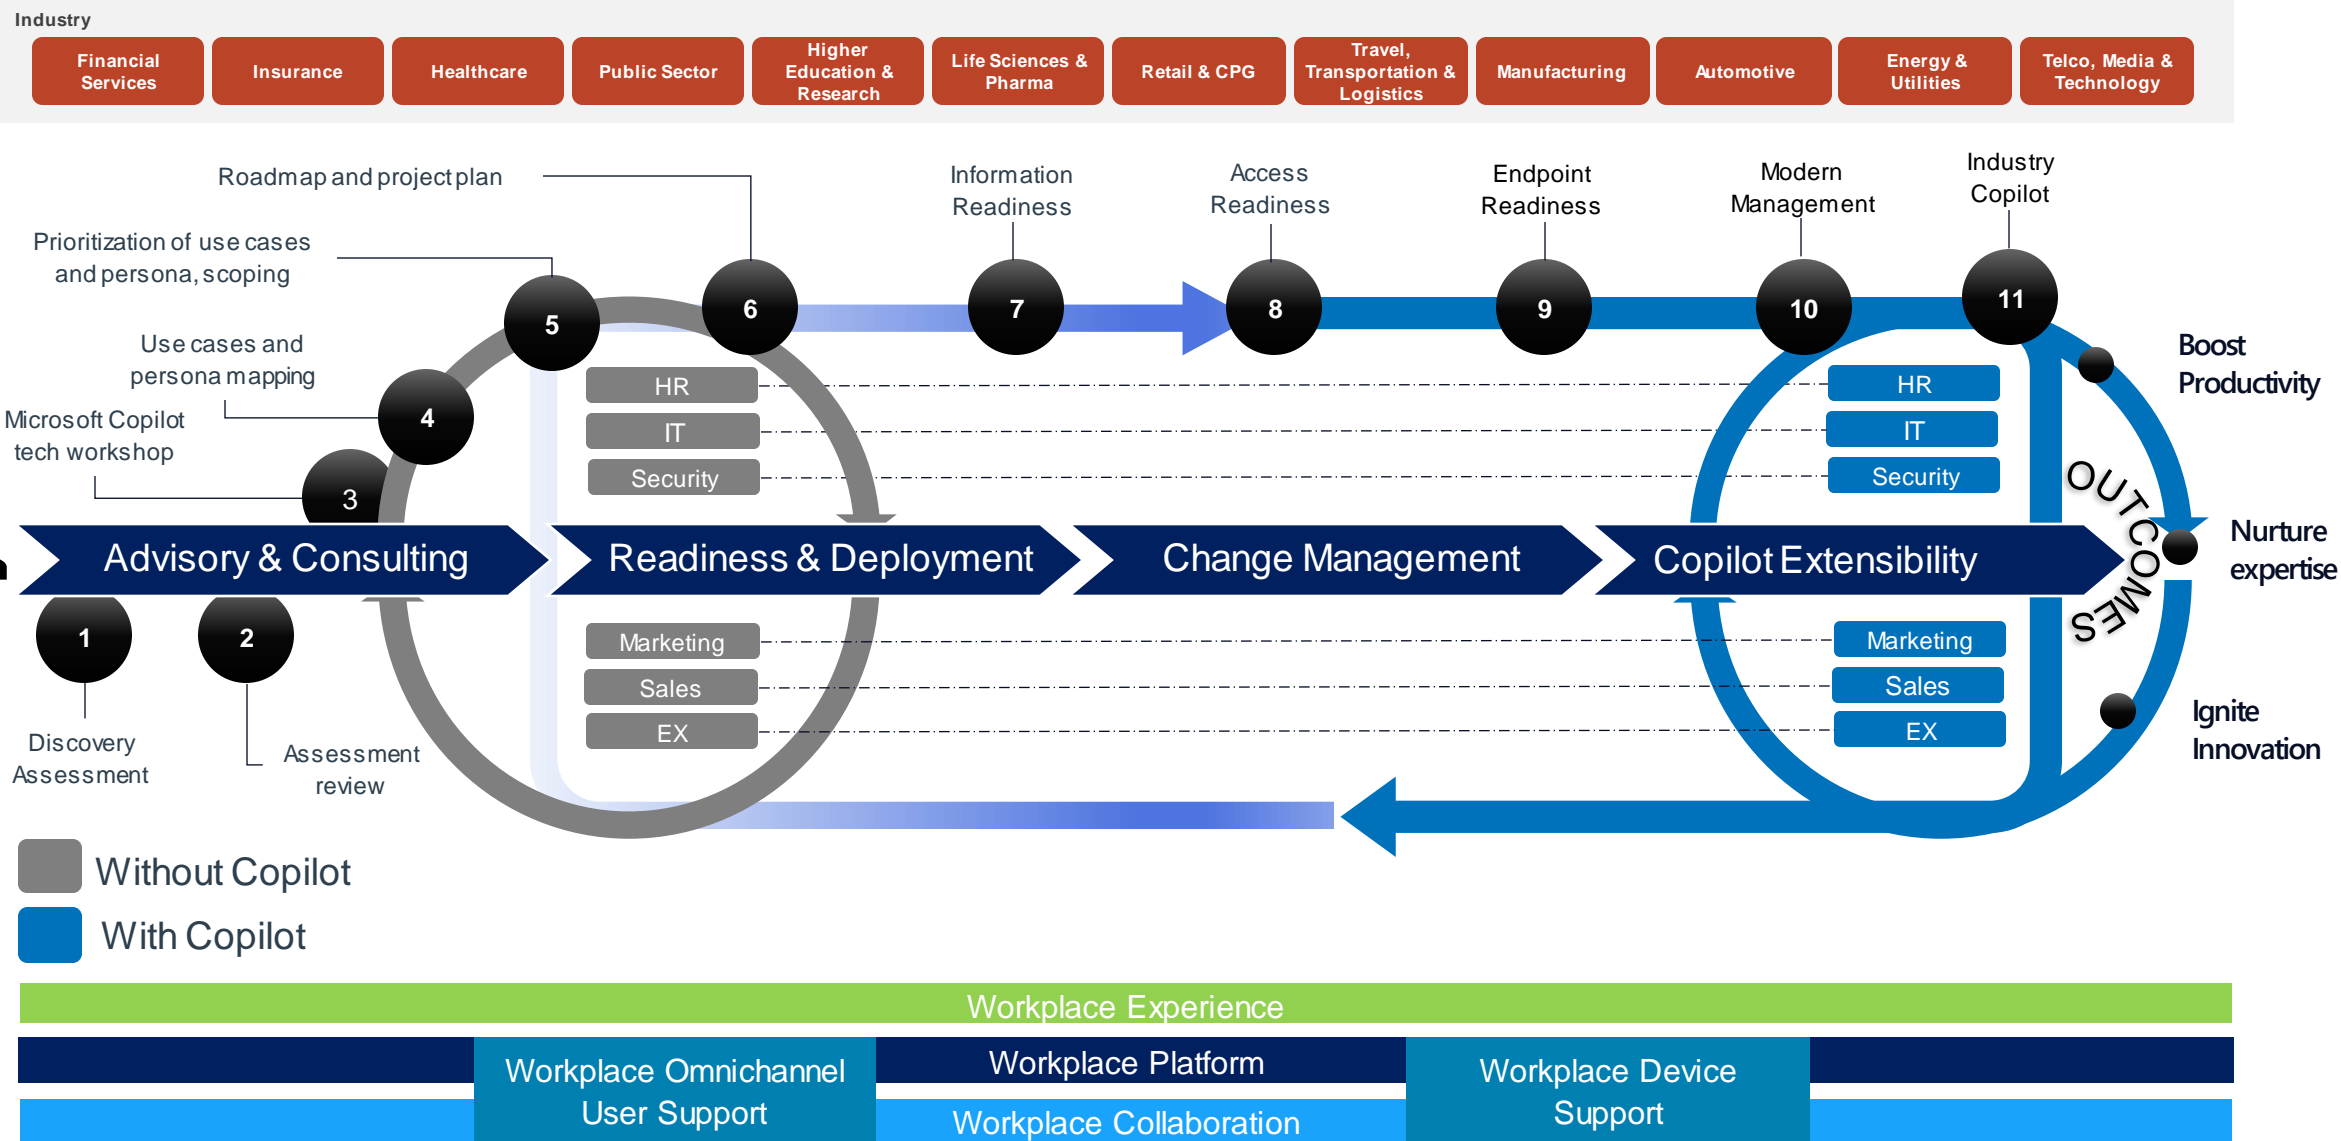 Industry
Financial
Services
Insurance
Healthcare
Public Sector
Higher
Education &
Research
Life Sciences &
Pharma
Retail & CPG
Travel,
Transportation &
Logistics
Manufacturing
Automotive
Energy &
Utilities
Telco, Media &
Technology
Roadmap and project plan
Information
Readiness
Access
Readiness
Endpoint
Readiness
Modern
Management
Industry
Copilot
Prioritization of use cases
and persona, scoping
5
6
7
8
9
10
11
Use cases and
persona mapping
4
Boost
Productivity
Microsoft Copilot
tech workshop
3
HR
IT
Security
HR
IT
Security
OUTCOMES
Advisory & Consulting
Readiness & Deployment
Change Management
Copilot Extensibility
Nurture
expertise
1
2
Marketing
Sales
EX
Marketing
Sales
EX
Discovery
Assessment
Assessment
review
Ignite
Innovation
Without Copilot
With Copilot
Workplace Experience
Workplace Omnichannel
User Support
Workplace Platform
Workplace Device
Support
Workplace Collaboration